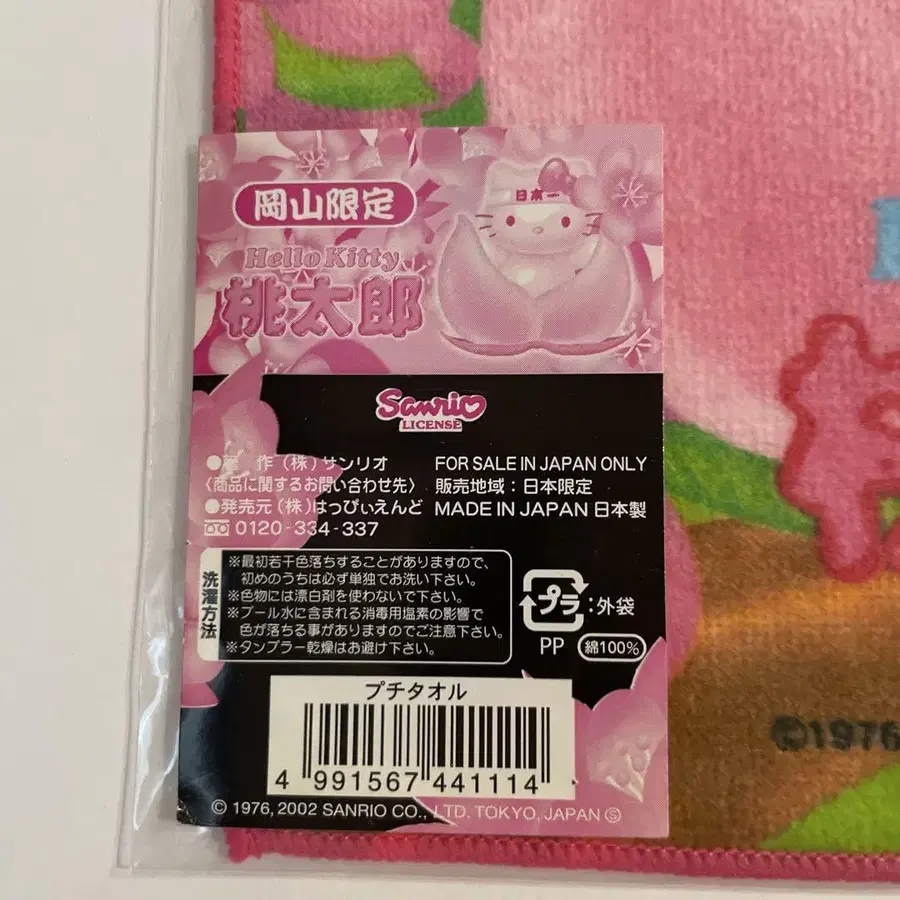 岡山限定
日本一
Hello Kitty
桃太郎
Sanrio
LICENSE
●著 作(株)サンリオ
〈商品に関するお問い合わせ先〉
●発売元(株)はっぴぃえんど
0120-334-337
FOR SALE IN JAPAN ONLY
販売地域:日本限定
MADE IN JAPAN 日本製
洗濯方法
※最初若干色落ちすることがありますので、
初めのうちは必ず単独でお洗い下さい。
※色物には漂白剤を使わないで下さい。
※プール水に含まれる消毒用塩素の影響で
色が落ちる事がありますのでご注意下さい。
※タンブラー乾燥はお避け下さい。
プラ:外袋
PP 綿100%
プチタオル
4 991567 441114
© 1976, 2002 SANRIO CO., LTD. TOKYO, JAPAN Ⓢ
©1976